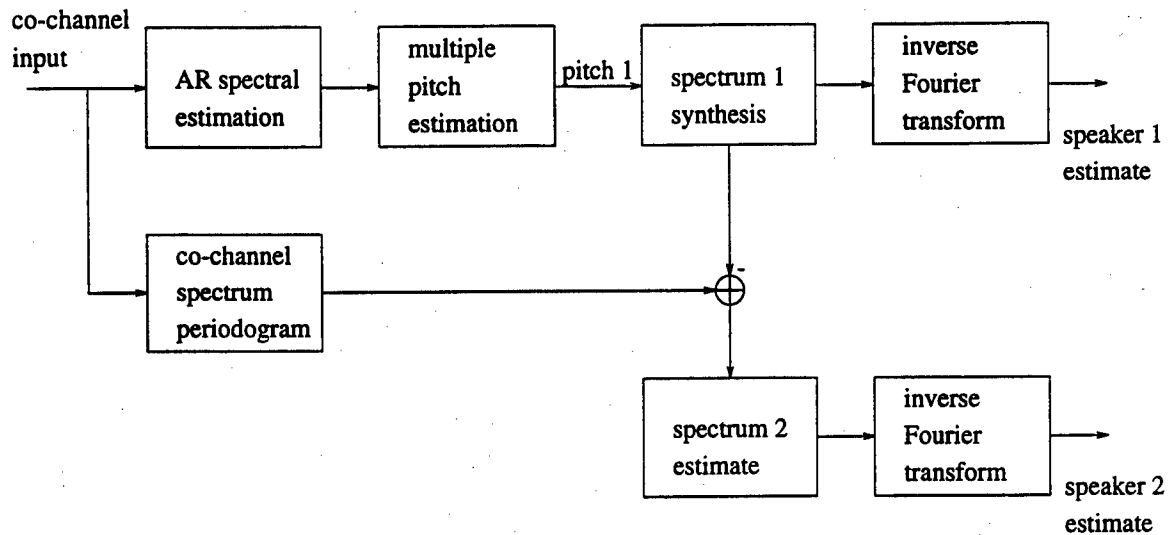 co-channel
input
AR spectral
estimation
multiple
pitch
estimation
pitch 1
spectrum 1
synthesis
inverse
Fourier
transform
speaker 1
estimate
co-channel
spectrum
periodogram
-
spectrum 2
estimate
inverse
Fourier
transform
speaker 2
estimate